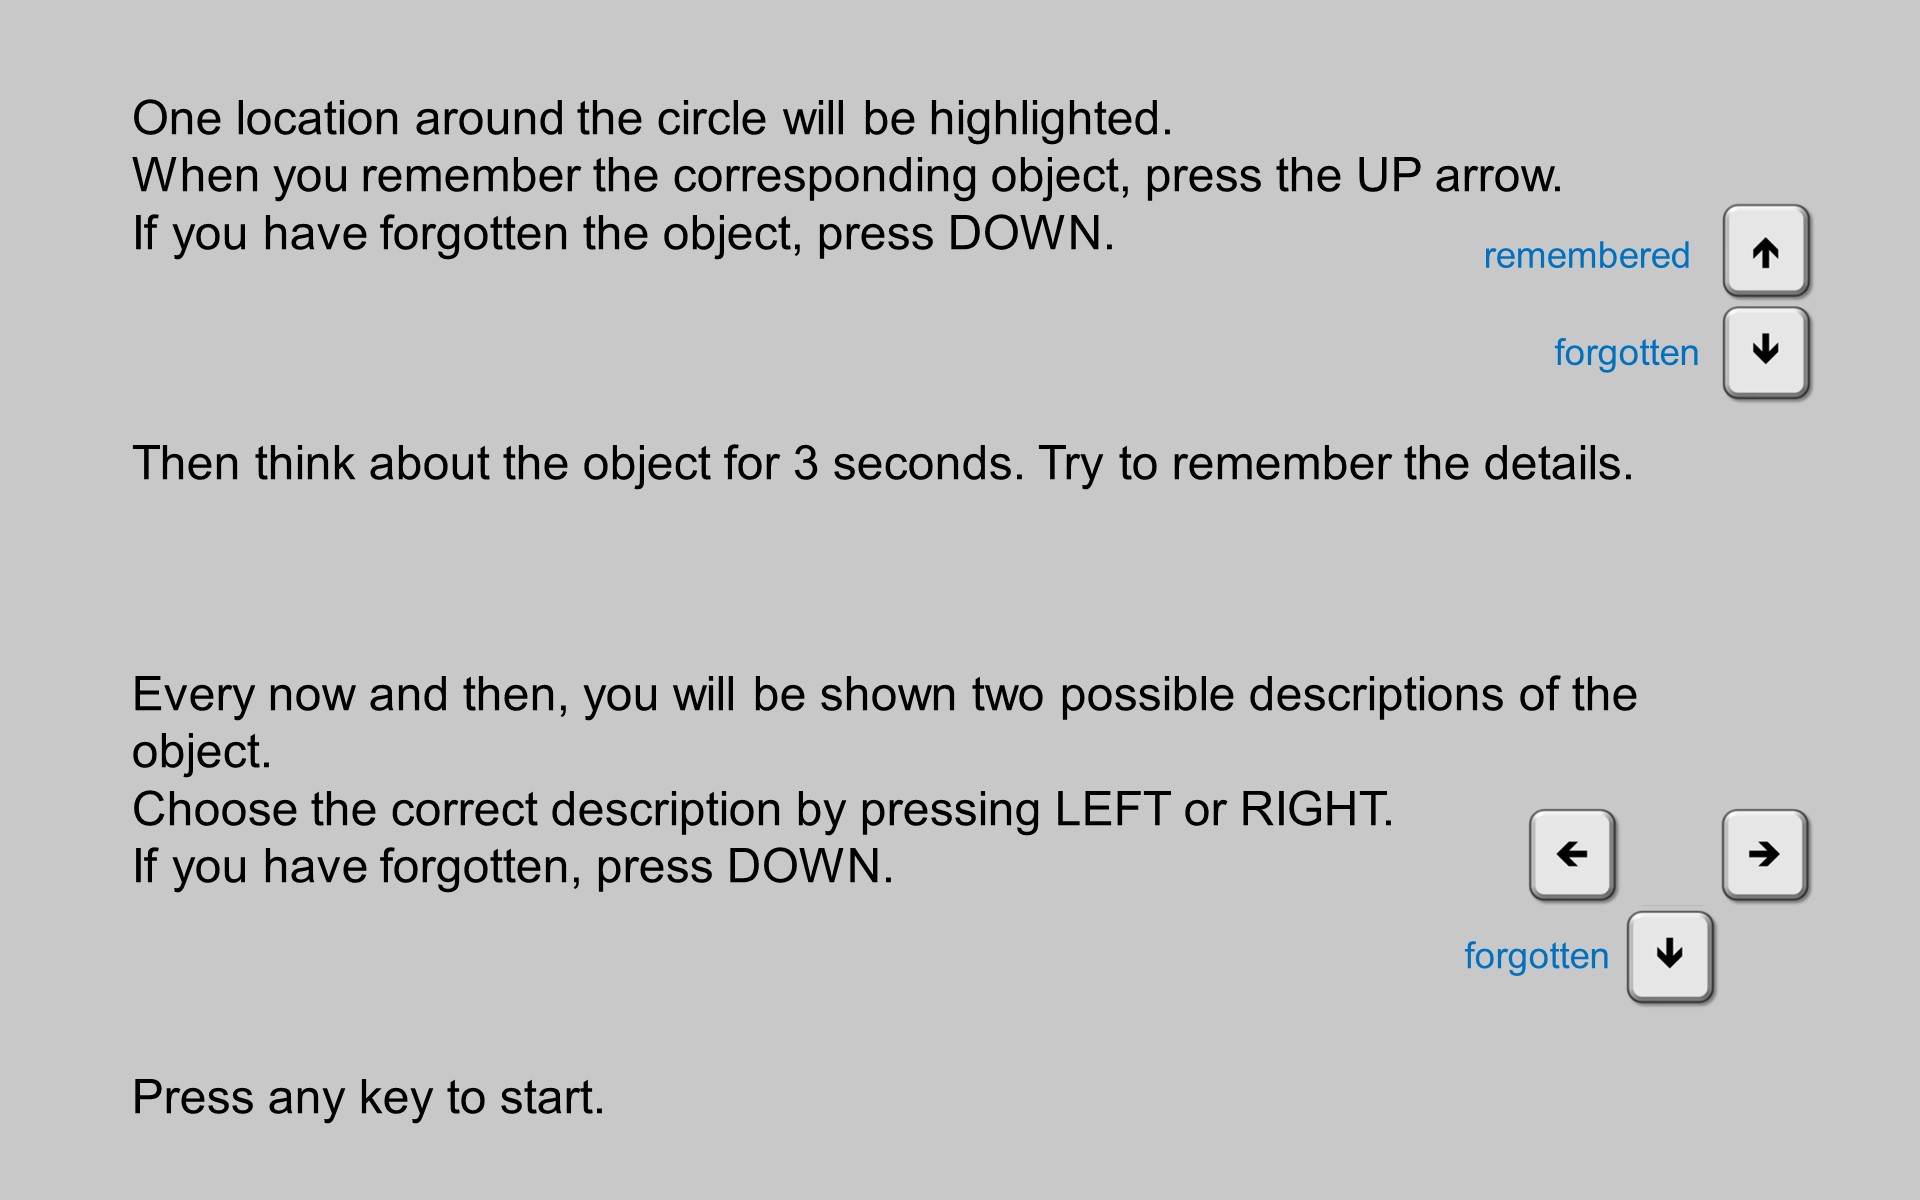 One location around the circle will be highlighted.
When you remember the corresponding object, press the UP arrow.
If you have forgotten the object, press DOWN.
remembered
forgotten
Then think about the object for 3 seconds. Try to remember the details.
Every now and then, you will be shown two possible descriptions of the
object.
Choose the correct description by pressing LEFT or RIGHT.
If you have forgotten, press DOWN.
forgotten
Press any key to start.